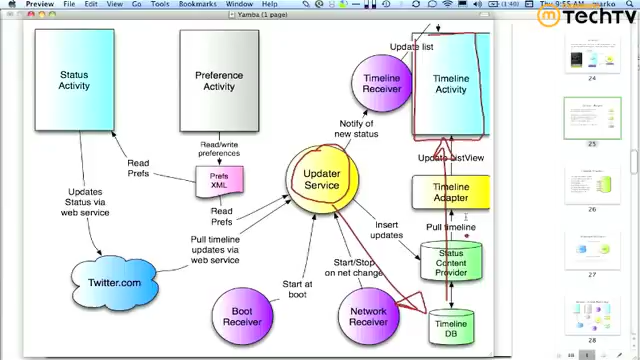 Preview File Edit View Go Tools Bookmarks Window Help
(1:40)
Thu 9:55 AM marko
TechTV
Yamba (1 page)
Update list
Status
Activity
Preference
Activity
Timeline
Receiver
Timeline
Activity
Notify of
new status
Read/write
preferences
Read
Prefs
Prefs
XML
Updater
Service
Update ListView
Timeline
Adapter
Updates
Status via
web service
Read
Prefs
Pull timeline
updates via
web service
Insert
updates
Pull timeline
Status
Content
Provider
Twitter.com
Start at
boot
Start/Stop
on net change
Boot
Receiver
Network
Receiver
Timeline
DB
24
25
26
27
28